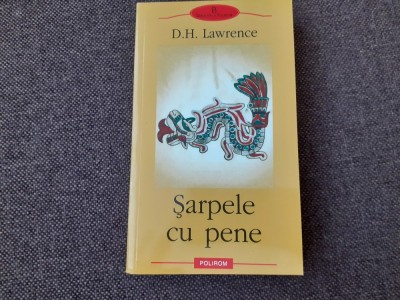 D.H. Lawrence
Şarpele
cu pene
POLIROM